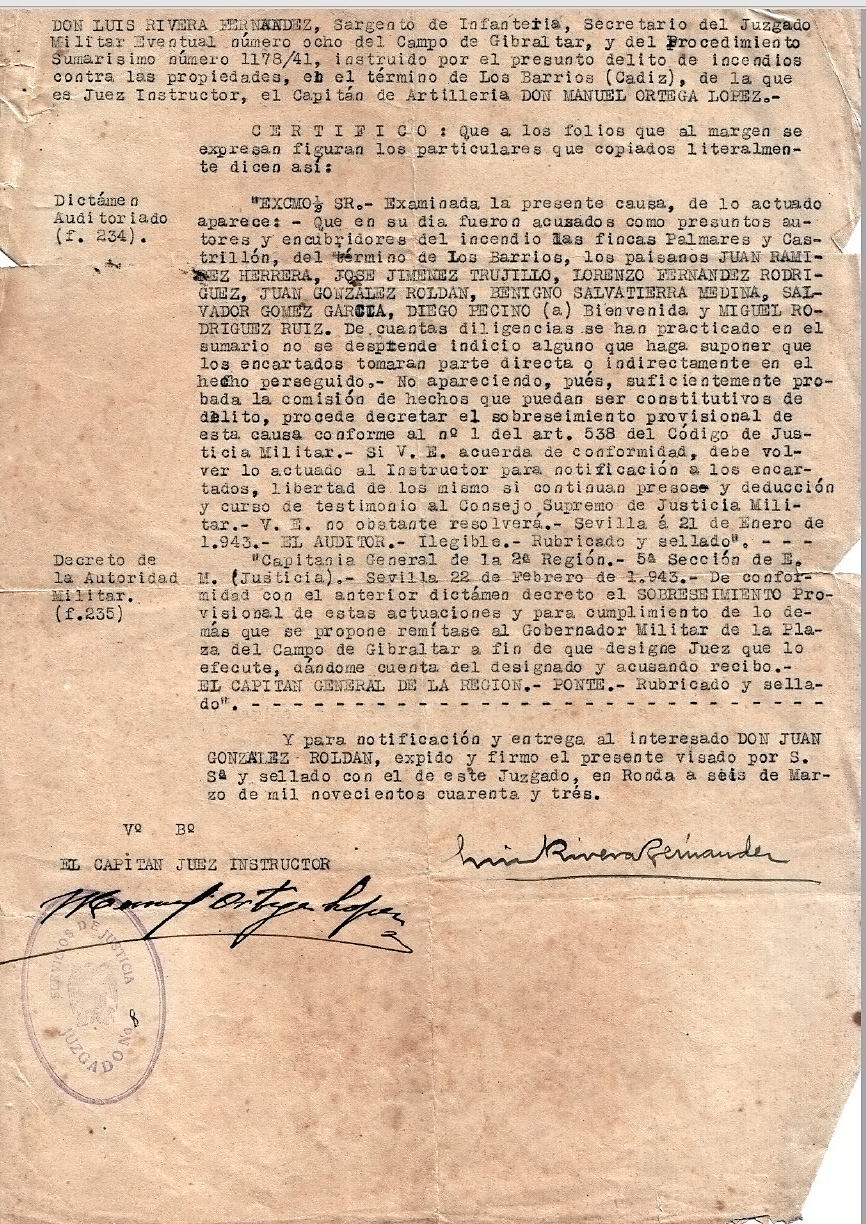 DON LUIS RIVERA FERNANDEZ, Sargento de Infanteria, Secretario del Juzgado
Militar Eventual número ocho del Campo de Gibraltar, y del Procedimiento
Sumarisimo número 1178/41, instruido por el presunto delito de incendios
contra las propiedades, en el término de Los Barrios (Cadiz), de la que
es Juez Instructor, el Capitán de Artilleria DON MANUEL ORTEGA LOPEZ.-
C E R T I F I C O : Que a los folios que al margen se
expresan figuran los particulares que copiados literalmen-
te dicen así:
Dictámen
Auditoriado
(f. 234).
"EXCMO. SR.- Examinada la presente causa, de lo actuado
aparece: - Que en su dia fueron acusados como presuntos au-
tores y encubridores del incendio las fincas Palmares y Cas-
trillón, del término de Los Barrios, los paisanos JUAN RAMI-
REZ HERRERA, JOSE JIMENEZ TRUJILLO, LORENZO FERNANDEZ RODRI-
GUEZ, JUAN GONZALEZ ROLDAN, BENIGNO SALVATIERRA MEDINA, SAL-
VADOR GOMEZ GARCIA, DIEGO PECINO (a) Bienvenida y MIGUEL RO-
DRIGUEZ RUIZ. De cuantas diligencias se han practicado en el
sumario no se desprende indicio alguno que haga suponer que
los encartados tomaran parte directa o indirectamente en el
hecho perseguido.- No apareciendo, pués, suficientemente pro-
bada la comisión de hechos que puedan ser constitutivos de
delito, procede decretar el sobreseimiento provisional de
esta causa conforme al nº 1 del art. 538 del Código de Jus-
ticia Militar.- Si V. E. acuerda de conformidad, debe vol-
ver lo actuado al Instructor para notificación a los encar-
tados, libertad de los mismo si continuan presos y deducción
y curso de testimonio al Consejo Supremo de Justicia Mili-
tar.- V. E. no obstante resolverá.- Sevilla á 21 de Enero de
1.943.- EL AUDITOR.- Ilegible.- Rubricado y sellado". - - -
Decreto de
la Autoridad
Militar.
(f.235)
"Capitania General de la 2ª Región.- 5ª Sección de E.
M. (Justicia).- Sevilla 22 de Febrero de 1.943.- De confor-
midad con el anterior dictámen decreto el SOBRESEIMIENTO Pro-
visional de estas actuaciones y para cumplimiento de lo de-
más que se propone remítase al Gobernador Militar de la Pla-
za del Campo de Gibraltar a fin de que designe Juez que lo
efecute, dándome cuenta del designado y acusando recibo.-
EL CAPITAN GENERAL DE LA REGION.- PONTE.- Rubricado y sella-
do". - - - - - - - - - - - - - - - - - - - - - - - - - - - -
Y para notificación y entrega al interesado DON JUAN
GONZALEZ ROLDAN, expido y firmo el presente visado por S.
Sª y sellado con el de este Juzgado, en Ronda a seis de Mar-
zo de mil novecientos cuarenta y trés.
Vº Bº
EL CAPITAN JUEZ INSTRUCTOR
Luis Rivera Fernandez
Manuel Ortega Lopez
DE JUSTICIA
JUZGADO Nº 8